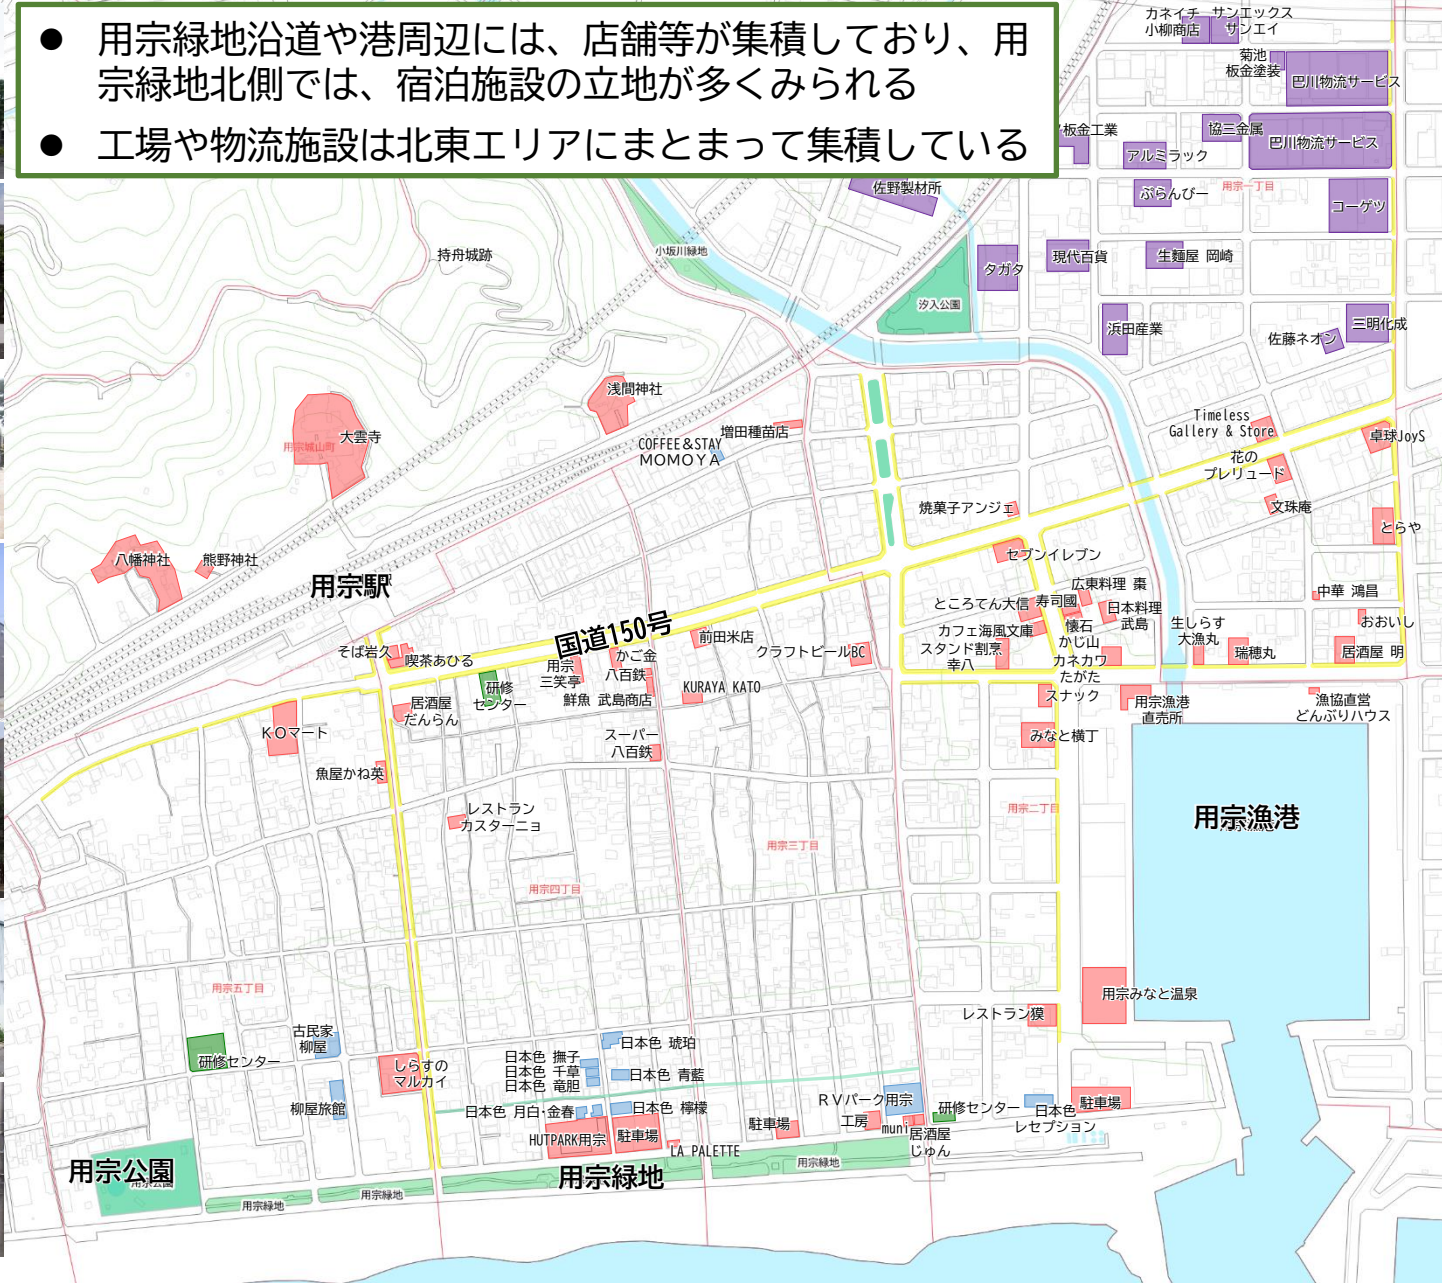 ● 用宗緑地沿道や港周辺には、店舗等が集積しており、用
宗緑地北側では、宿泊施設の立地が多くみられる
● 工場や物流施設は北東エリアにまとまって集積している
カネイチ
小柳商店
サンエックス
サンエイ
菊池
板金塗装
巴川物流サービス
板金工業
協三金属
アルミラック
巴川物流サービス
佐野製材所
ぶらんびー
用宗一丁目
コーゲツ
持舟城跡
小坂川緑地
タガタ
現代百貨
生麺屋 岡崎
汐入公園
浜田産業
佐藤ネオン
三明化成
浅間神社
大雲寺
用宗城山町
COFFEE&STAY
MOMOYA
増田種苗店
Timeless
Gallery & Store
卓球JoyS
花の
プレリュード
焼菓子アンジェ
文珠庵
とらや
八幡神社
熊野神社
用宗駅
セブンイレブン
広東料理 棗
中華 鴻昌
ところてん大信
寿司國
日本料理
武島
おおいし
国道150号
前田米店
カフェ海風文庫
懐石
かじ山
生しらす
大漁丸
そば岩久
喫茶あひる
用宗
三笑亭
かご金
八百鉄
クラフトビールBC
スタンド割烹
幸八
カネカワ
たがた
瑞穂丸
居酒屋 明
研修
センター
鮮魚 武島商店
KURAYA KATO
スナック
用宗漁港
直売所
漁協直営
どんぶりハウス
居酒屋
だんらん
KOマート
スーパー
八百鉄
みなと横丁
魚屋かね英
レストラン
カスターニョ
用宗二丁目
用宗漁港
用宗三丁目
用宗四丁目
用宗五丁目
用宗みなと温泉
レストラン獏
古民家
柳屋
研修センター
しらすの
マルカイ
日本色 撫子
日本色 千草
日本色 竜胆
日本色 琥珀
日本色 青藍
柳屋旅館
日本色 月白・金春
日本色 檸檬
RVパーク用宗
研修センター
日本色
レセプション
駐車場
HUTPARK用宗
駐車場
駐車場
工房
muni
居酒屋
じゅん
LA PALETTE
用宗公園
用宗緑地
用宗緑地
用宗緑地
用宗緑地